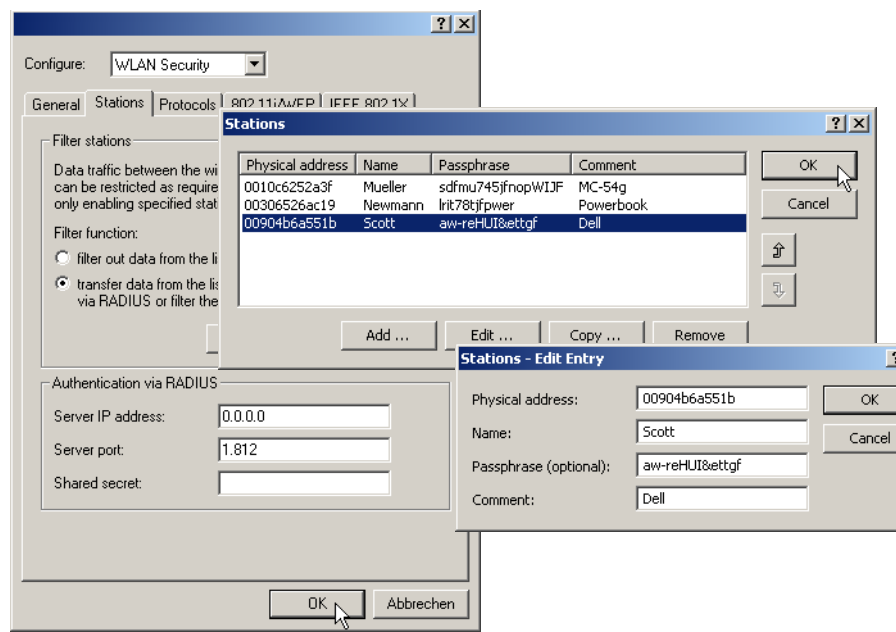 Configure:
WLAN Security
General
Stations
Protocols
802.11i/WEP
IEEE 802.1X
Filter stations
Data traffic between the wi
can be restricted as require
only enabling specified stat
Filter function:
filter out data from the li
transfer data from the lis
via RADIUS or filter the
Authentication via RADIUS
Server IP address:
0.0.0.0
Server port:
1.812
Shared secret:
OK
Abbrechen
Stations
Physical address Name Passphrase Comment
0010c6252a3f Mueller sdfmu745jfnopWIJF MC-54g
00306526ac19 Newmann lrit78tjfpwer Powerbook
00904b6a551b Scott aw-reHUI&ettgf Dell
OK
Cancel
Add ...
Edit ...
Copy ...
Remove
Stations - Edit Entry
Physical address:
00904b6a551b
Name:
Scott
Passphrase (optional):
aw-reHUI&ettgf
Comment:
Dell
OK
Cancel